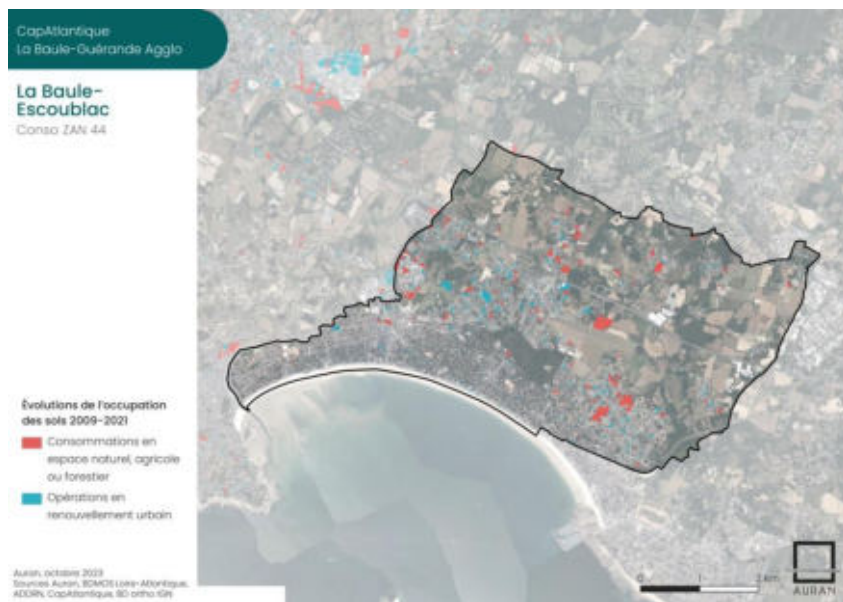 CapAtlantique
La Baule-Guérande Agglo
La Baule-
Escoublac
Conso ZAN 44
Évolutions de l'occupation
des sols 2009-2021
Consommations en
espace naturel, agricole
ou forestier
Opérations en
renouvellement urbain
Auran, octobre 2023
Sources Auran, BDMOS Loire-Atlantique,
ADDRN, CapAtlantique, BD ortho IGN
0 1 2 km
AURAN